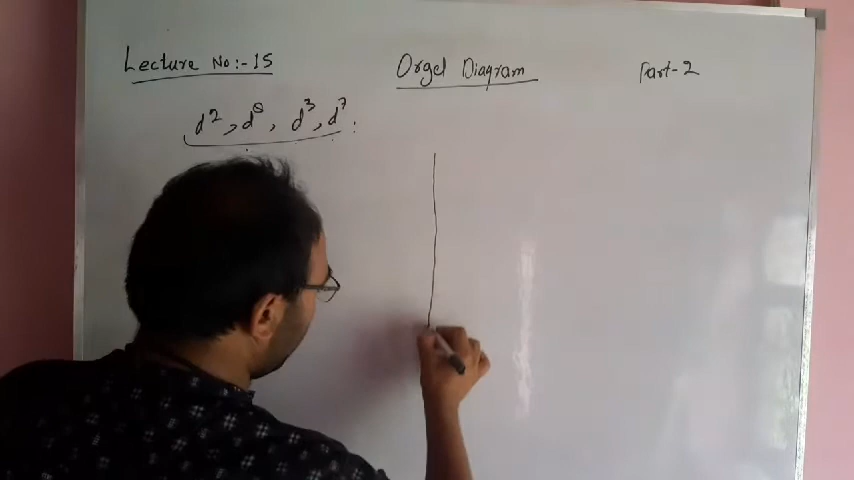 Lecture No:-15
Orgel Diagram
Part-2
d², d⁸, d³, d⁷ :